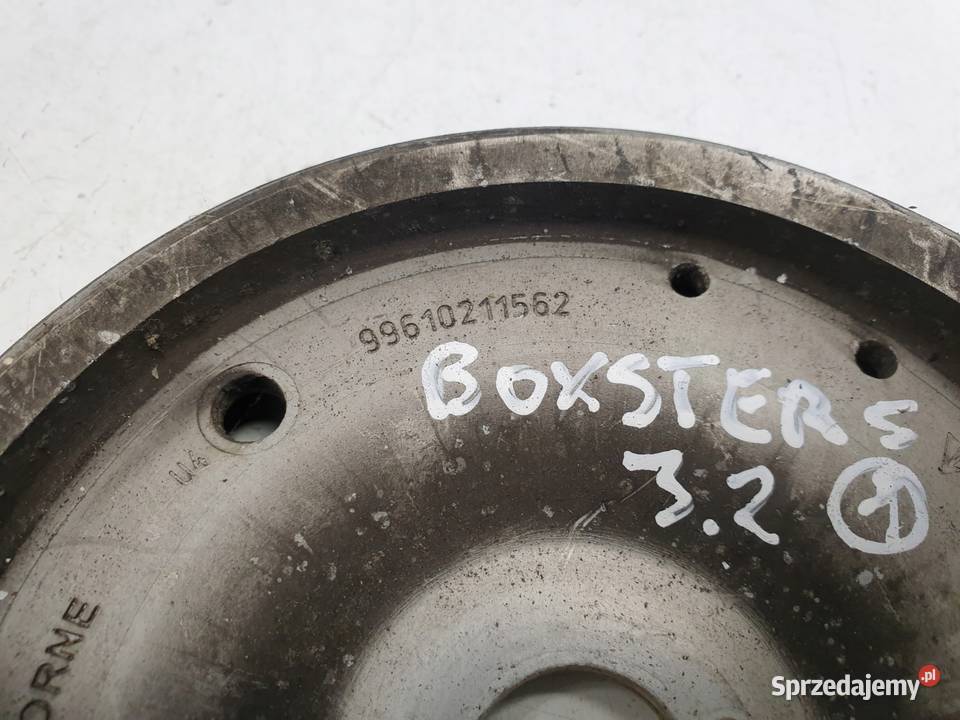 99610211562
BOXSTER S
3.2 1
U4
ORNE
Sprzedajemy.pl